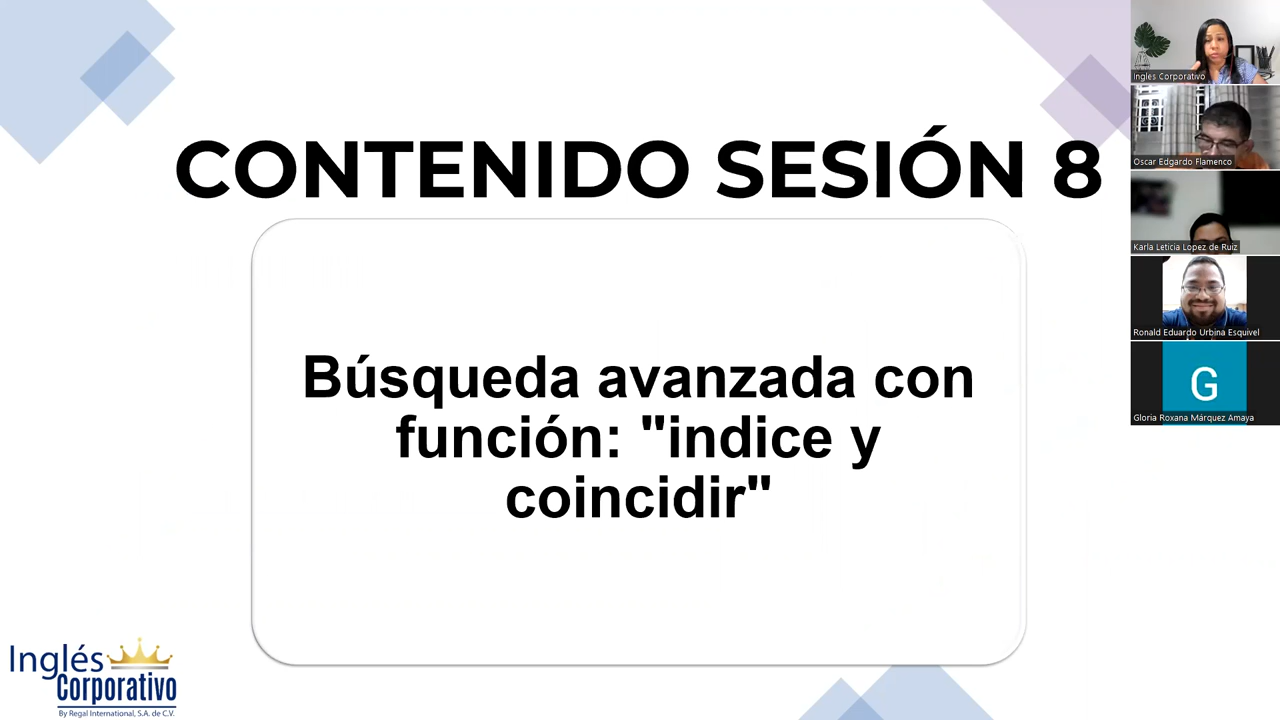 CONTENIDO SESIÓN 8
Búsqueda avanzada con
función: "indice y
coincidir"
Inglés
Corporativo
By Regal International, S.A. de C.V.
Ingles Corporativo
Oscar Edgardo Flamenco
Karla Leticia Lopez de Ruiz
Ronald Eduardo Urbina Esquivel
G
Gloria Roxana Márquez Amaya